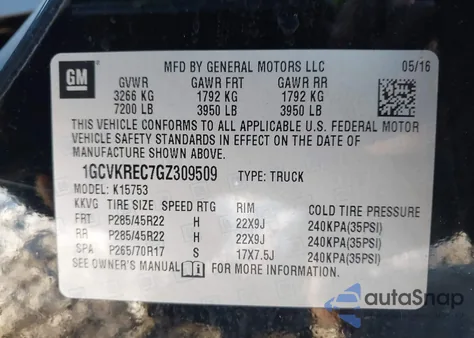 GM
MFD BY GENERAL MOTORS LLC 05/16
GVWR GAWR FRT GAWR RR
3266 KG 1792 KG 1792 KG
7200 LB 3950 LB 3950 LB
THIS VEHICLE CONFORMS TO ALL APPLICABLE U.S. FEDERAL MOTOR
VEHICLE SAFETY STANDARDS IN EFFECT ON THE DATE OF
MANUFACTURE SHOWN ABOVE.
1GCVKREC7GZ309509 TYPE: TRUCK
MODEL: K15753
KKVG TIRE SIZE SPEED RTG RIM COLD TIRE PRESSURE
FRT P285/45R22 H 22X9J 240KPA(35PSI)
RR P285/45R22 H 22X9J 240KPA(35PSI)
SPA P265/70R17 S 17X7.5J 240KPA(35PSI)
SEE OWNER'S MANUAL FOR MORE INFORMATION.
autoSnap